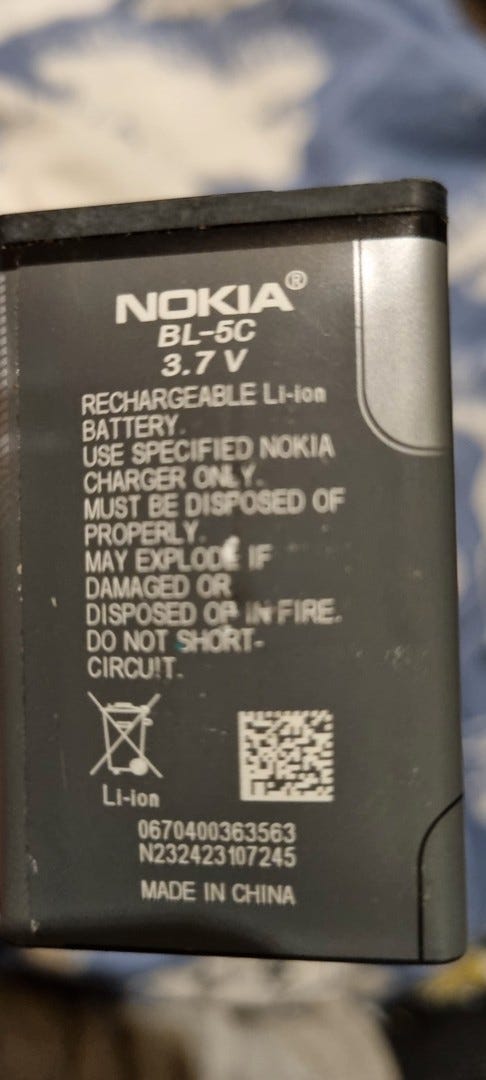 NOKIA®
BL-5C
3.7 V
RECHARGEABLE Li-ion
BATTERY.
USE SPECIFIED NOKIA
CHARGER ONLY.
MUST BE DISPOSED OF
PROPERLY.
MAY EXPLODE IF
DAMAGED OR
DISPOSED OF IN FIRE.
DO NOT SHORT-
CIRCUIT.
Li-ion
0670400363563
N232423107245
MADE IN CHINA